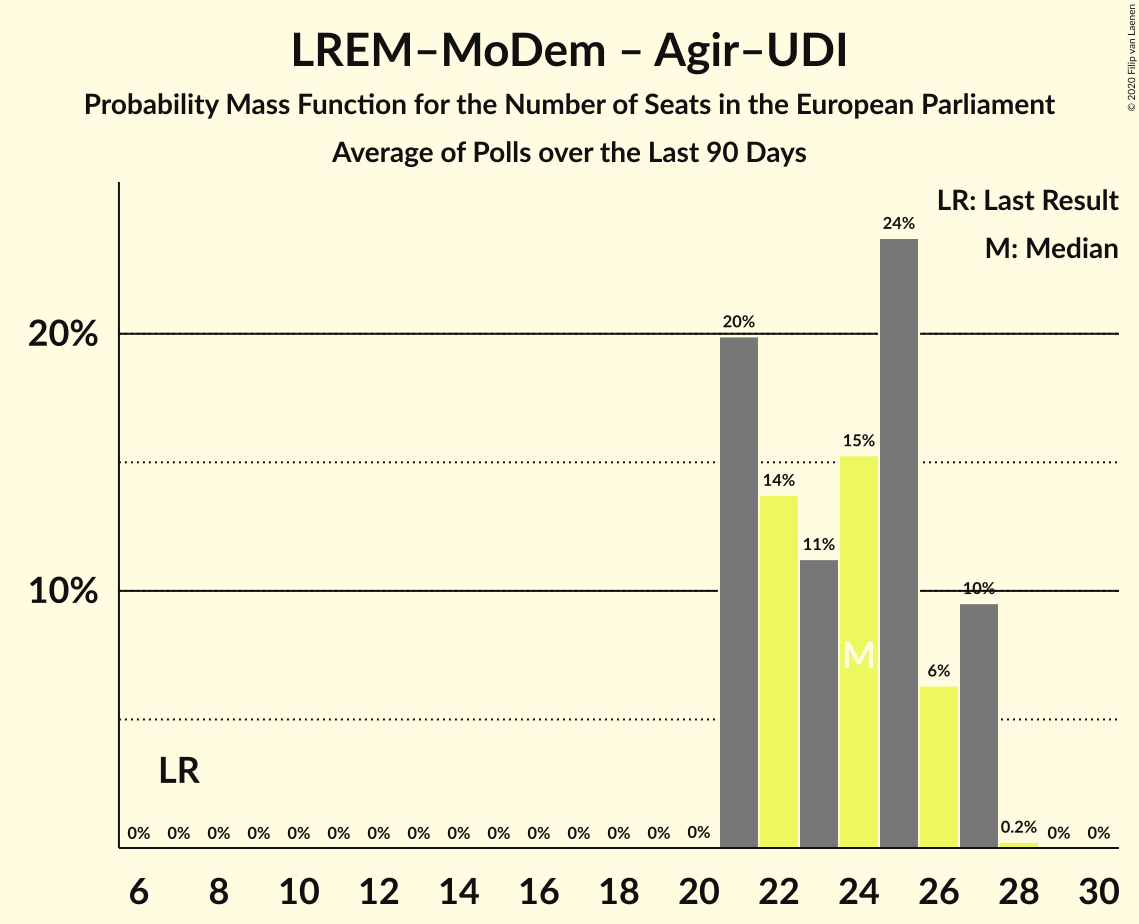 LREM–MoDem – Agir–UDI
Probability Mass Function for the Number of Seats in the European Parliament
Average of Polls over the Last 90 Days
© 2020 Filip van Laenen
LR: Last Result
M: Median
24%
20%
20%
15%
14%
11%
10%
10%
M
6%
LR
0% 0% 0% 0% 0% 0% 0% 0% 0% 0% 0% 0% 0% 0% 0% 0.2% 0% 0%
6 8 10 12 14 16 18 20 22 24 26 28 30